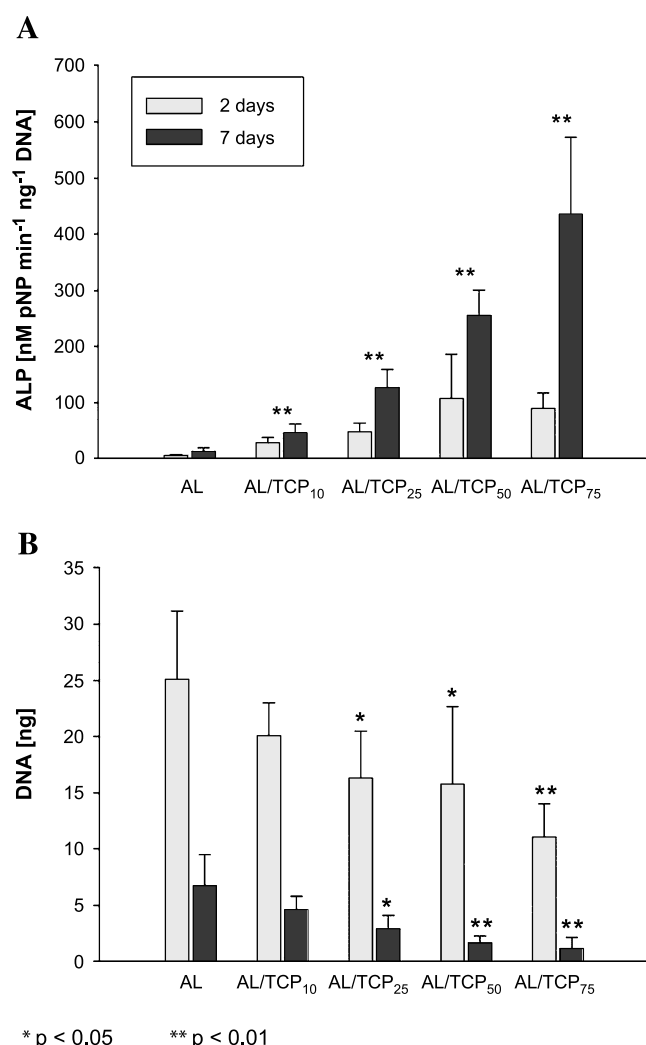 A
ALP [nM pNP min⁻¹ ng⁻¹ DNA]
700
600
500
400
300
200
100
0
2 days
7 days
**
**
**
**
AL AL/TCP₁₀ AL/TCP₂₅ AL/TCP₅₀ AL/TCP₇₅
B
DNA [ng]
35
30
25
20
15
10
5
0
*
*
**
*
**
**
AL AL/TCP₁₀ AL/TCP₂₅ AL/TCP₅₀ AL/TCP₇₅
* p < 0.05 ** p < 0.01